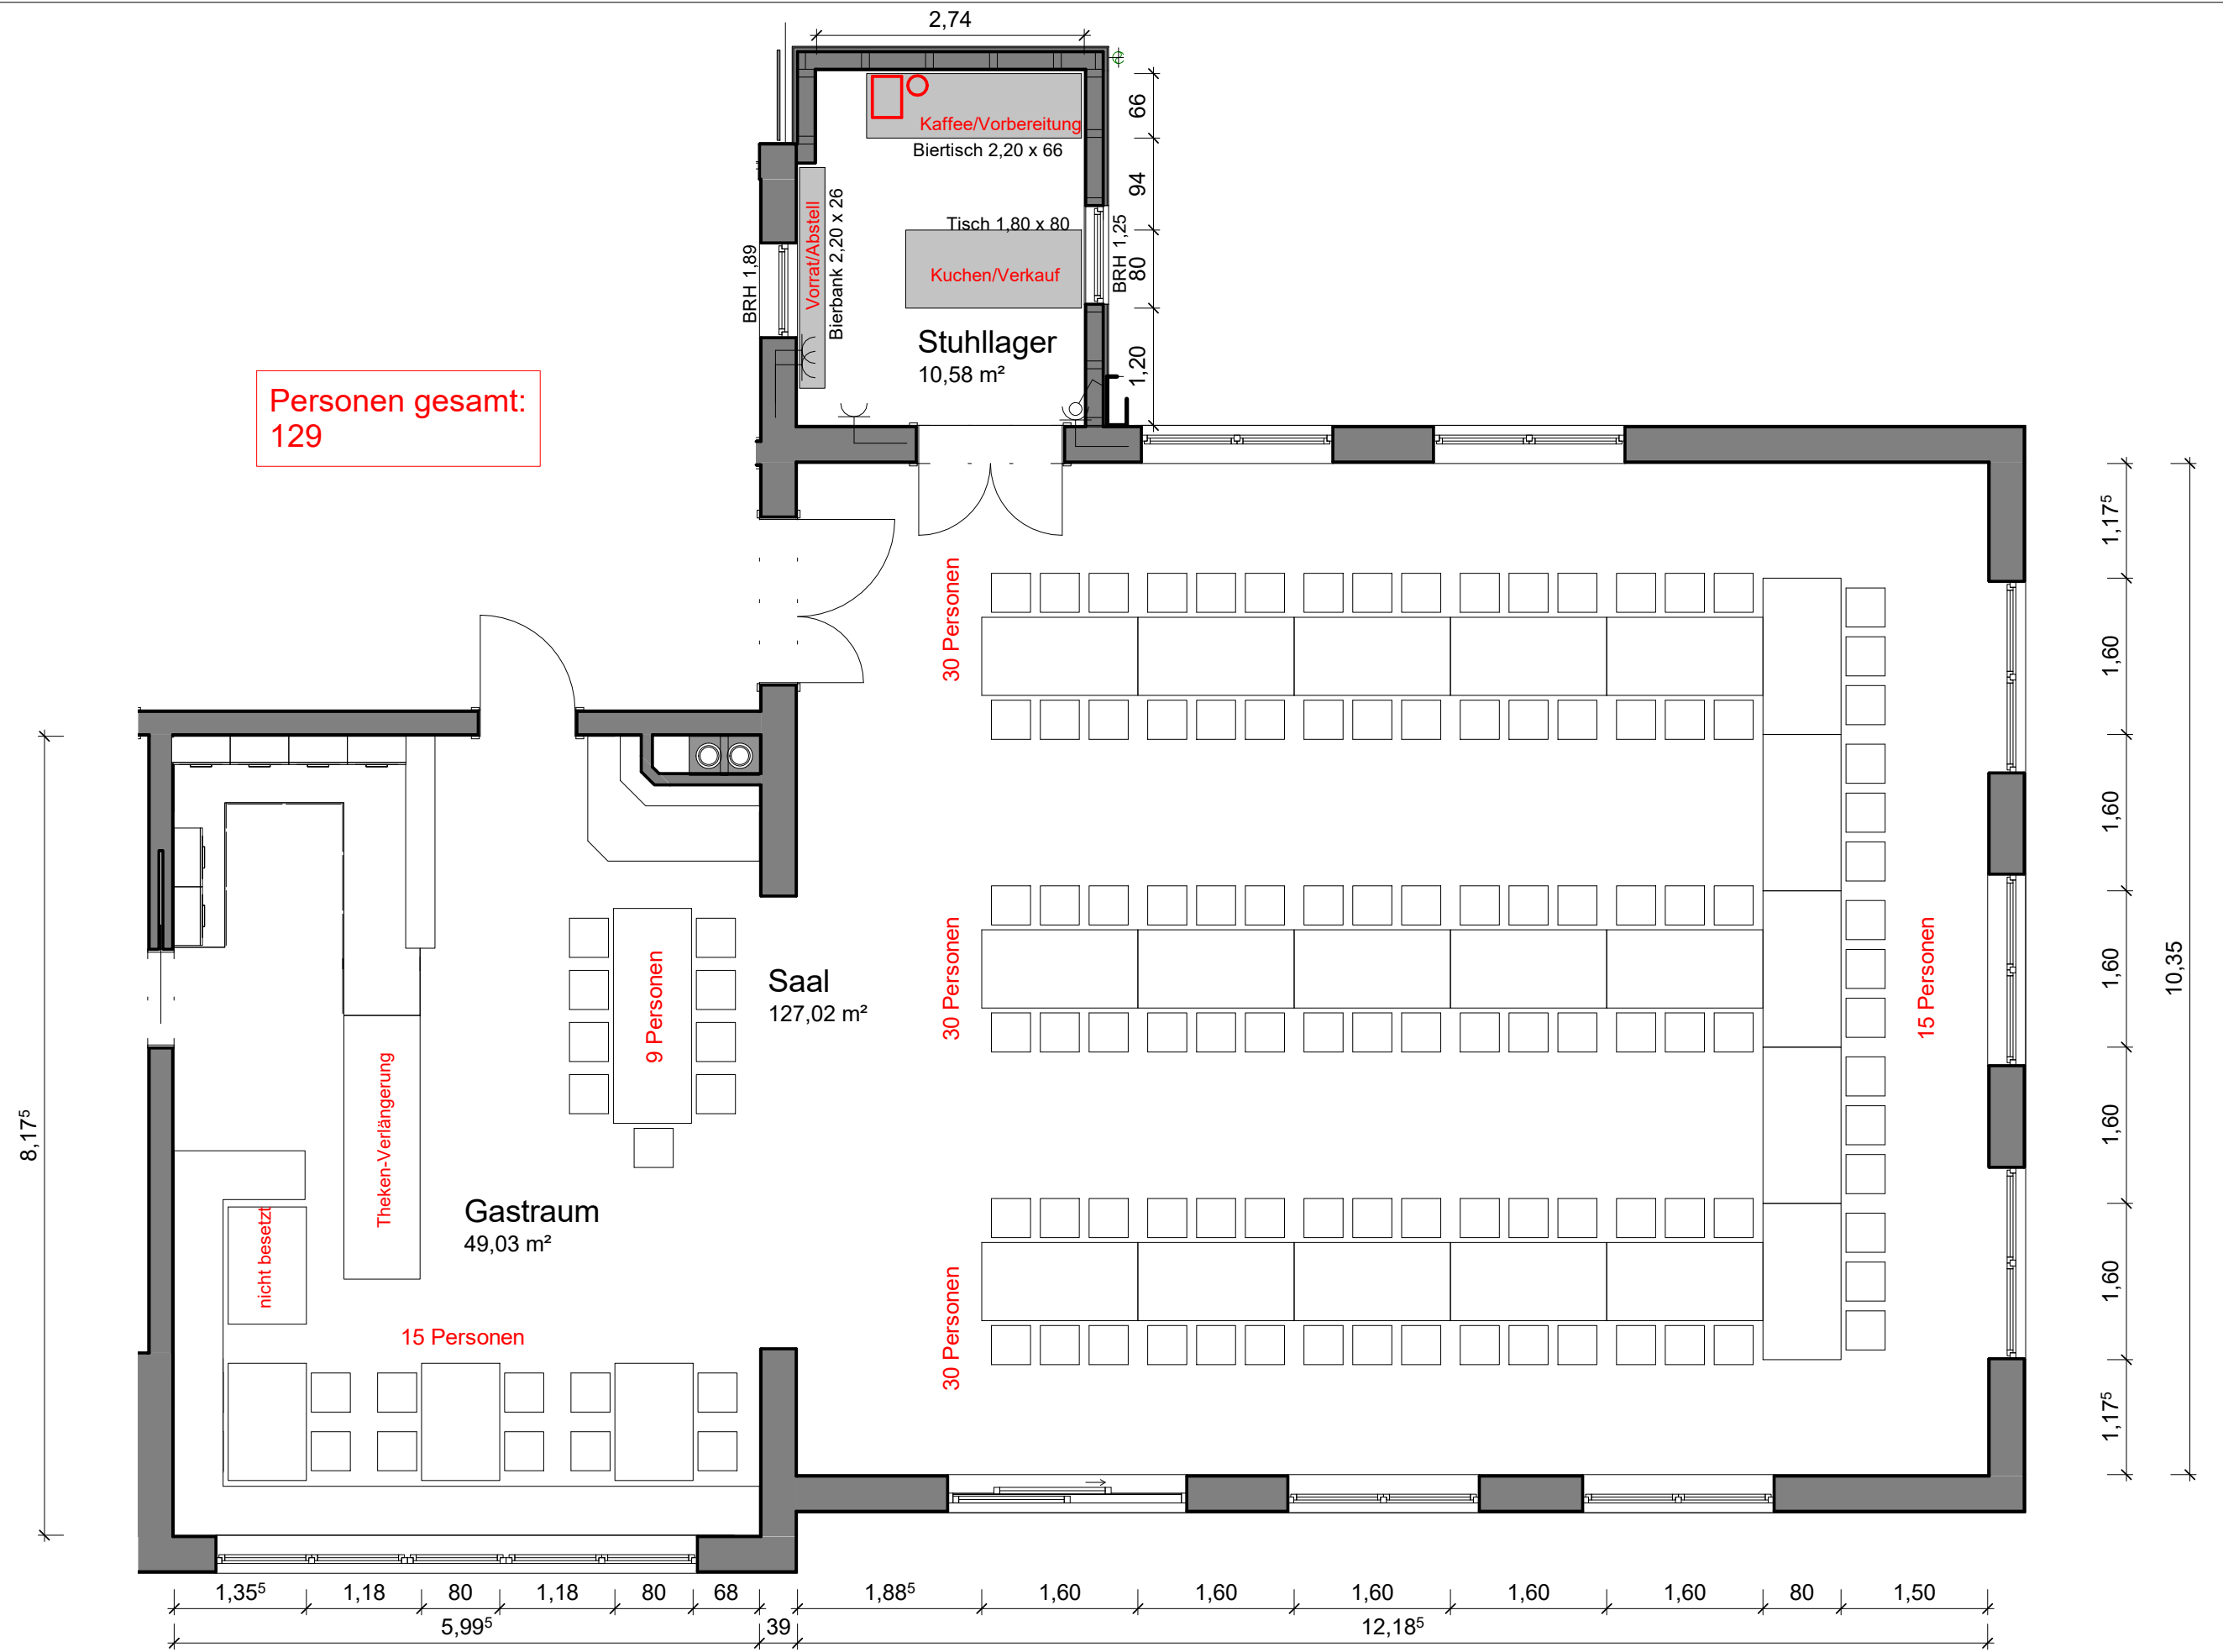 2,74
66
Kaffee/Vorbereitung
Biertisch 2,20 x 66
94
Vorrat/Abstell
Bierbank 2,20 x 26
Tisch 1,80 x 80
BRH 1,25
80
BRH 1,89
Kuchen/Verkauf
Stuhllager
10,58 m²
1,20
Personen gesamt:
129
1,17⁵
30 Personen
1,60
1,60
9 Personen
Saal
127,02 m²
30 Personen
15 Personen
1,60
10,35
8,17⁵
Theken-Verlängerung
1,60
Gastraum
49,03 m²
nicht besetzt
1,60
30 Personen
15 Personen
1,17⁵
1,35⁵
1,18
80
1,18
80
68
1,88⁵
1,60
1,60
1,60
1,60
1,60
80
1,50
5,99⁵
39
12,18⁵